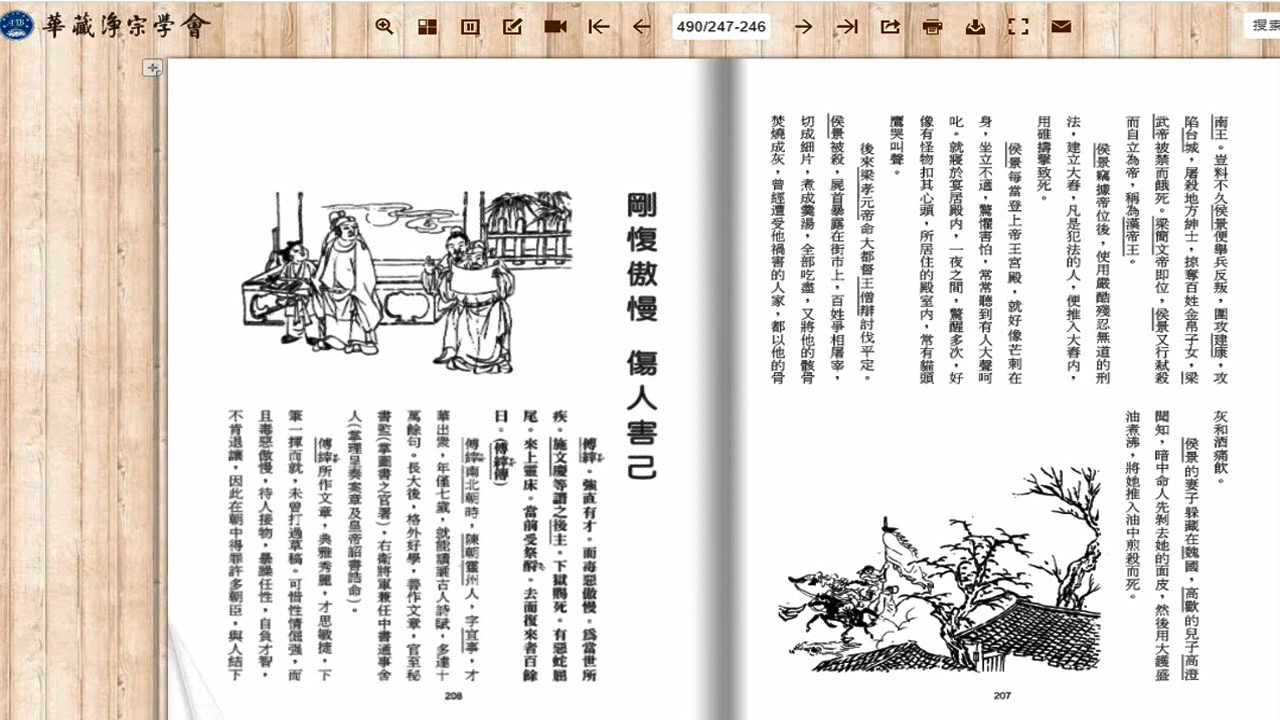 華藏淨宗學會
490/247-246
搜索
南王。豈料不久侯景便舉兵反叛，圍攻建康，攻
陷台城，屠殺地方紳士，掠奪百姓金帛子女，梁
武帝被禁而餓死。梁簡文帝即位，侯景又行弒殺
而自立為帝，稱為漢帝王。
侯景竊據帝位後，使用嚴酷殘忍無道的刑
法，建立大舂，凡是犯法的人，便推入大舂內，
用碓擣擊致死。
侯景每當登上帝王宮殿，就好像芒刺在
身，坐立不適，驚懼害怕，常常聽到有人大聲呵
叱。就寢於宴居殿內，一夜之間，驚醒多次，好
像有怪物扣其心頭，所居住的殿室內，常有貓頭
鷹哭叫聲。
後來梁孝元帝命大都督王僧辯討伐平定。
侯景被殺，屍首暴露在街市上，百姓爭相屠宰，
切成細片，煮成羹湯，全部吃盡，又將他的骸骨
焚燒成灰，曾經遭受他禍害的人家，都以他的骨
灰和酒痛飲。
侯景的妻子躲藏在魏國，高歡的兒子高澄
聞知，暗中命人先剝去她的面皮，然後用大鑊盛
油煮沸，將她推入油中煎殺而死。
207
剛愎傲慢 傷人害己
傅縡。強直有才。而毒惡傲慢。為當世所
疾。施文慶等譖之後主。下獄賜死。有惡蛇屈
尾。來上靈床。當前受祭酹。去而復來者百餘
日。（傅縡傳）
傅縡南北朝時，陳朝靈州人，字宜事，才
華出眾，年僅七歲，就能讀誦古人詩賦，多達十
萬餘句。長大後，格外好學，善作文章，官至秘
書監（掌圖書之官署），右衛將軍兼任中書通事舍
人（掌理呈奏案章及皇帝詔書誥命）。
傅縡所作文章，典雅秀麗，才思敏捷，下
筆一揮而就，未曾打過草稿。可惜性情倔強，而
且毒惡傲慢，待人接物，暴躁任性，自負才智，
不肯退讓，因此在朝中得罪許多朝臣，與人結下
208